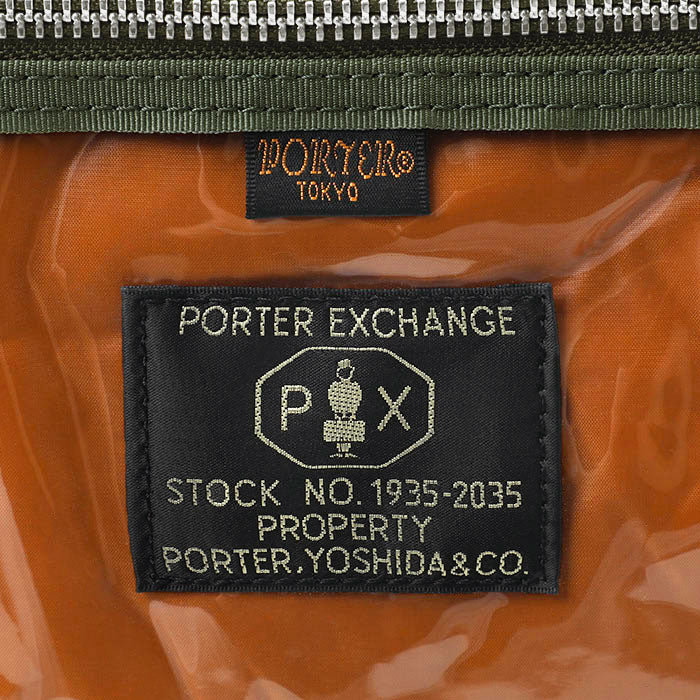 PORTER®
TOKYO
PORTER EXCHANGE
P X
STOCK NO. 1935-2035
PROPERTY
PORTER, YOSHIDA & CO.